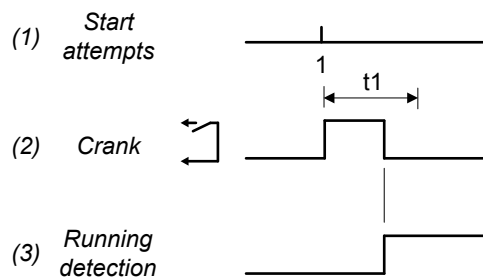 (1) Start
attempts
1
t1
(2) Crank
(3) Running
detection